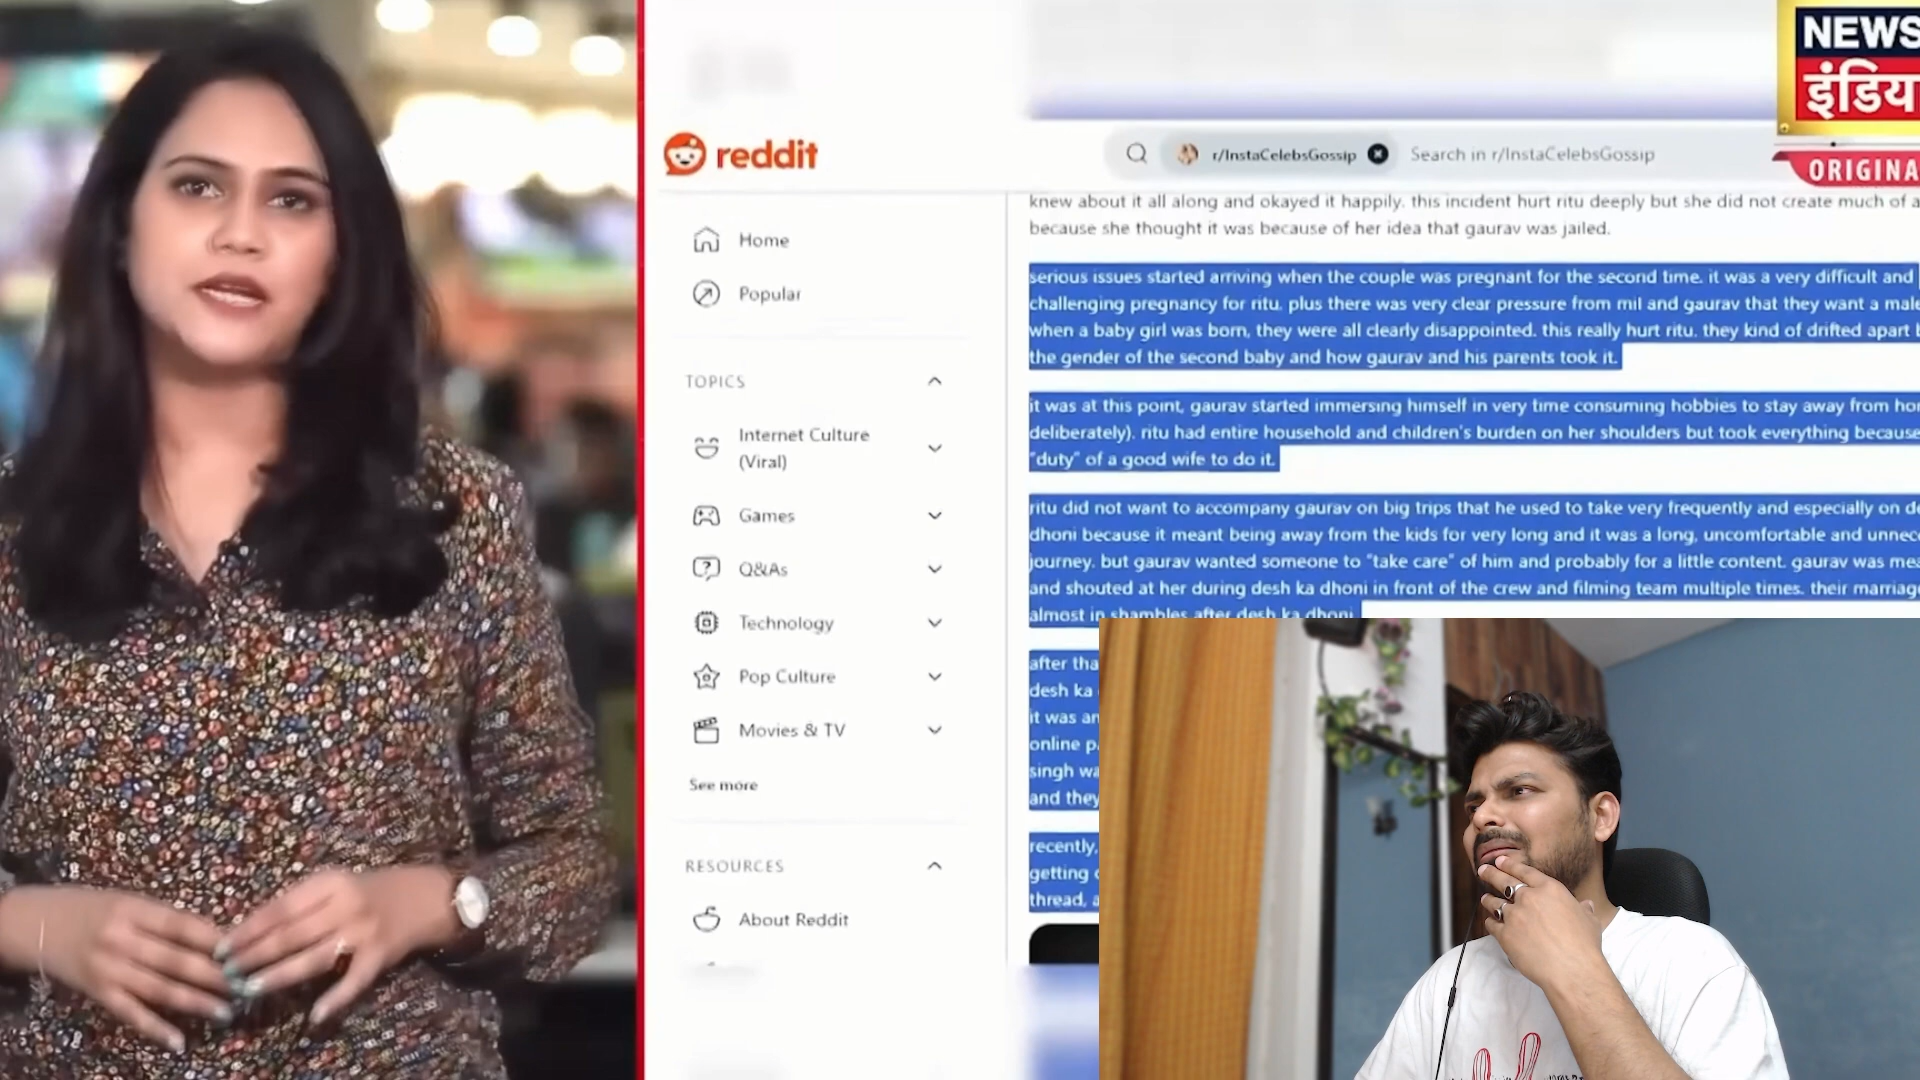 NEWS
इंडिय
ORIGINA
reddit
r/InstaCelebsGossip
Search in r/InstaCelebsGossip
Home
Popular
TOPICS
Internet Culture
(Viral)
Games
Q&As
Technology
Pop Culture
Movies & TV
See more
RESOURCES
About Reddit
knew about it all along and okayed it happily. this incident hurt ritu deeply but she did not create much of a
because she thought it was because of her idea that gaurav was jailed.
serious issues started arriving when the couple was pregnant for the second time. it was a very difficult and
challenging pregnancy for ritu. plus there was very clear pressure from mil and gaurav that they want a male
when a baby girl was born, they were all clearly disappointed. this really hurt ritu. they kind of drifted apart b
the gender of the second baby and how gaurav and his parents took it.
it was at this point, gaurav started immersing himself in very time consuming hobbies to stay away from ho
deliberately). ritu had entire household and children's burden on her shoulders but took everything because
"duty" of a good wife to do it.
ritu did not want to accompany gaurav on big trips that he used to take very frequently and especially on de
dhoni because it meant being away from the kids for very long and it was a long, uncomfortable and unnec
journey. but gaurav wanted someone to "take care" of him and probably for a little content. gaurav was mea
and shouted at her during desh ka dhoni in front of the crew and filming team multiple times. their marriag
almost in shambles after desh ka dhoni.
after tha
desh ka
it was an
online p
singh wa
and they
recently,
getting
thread, a